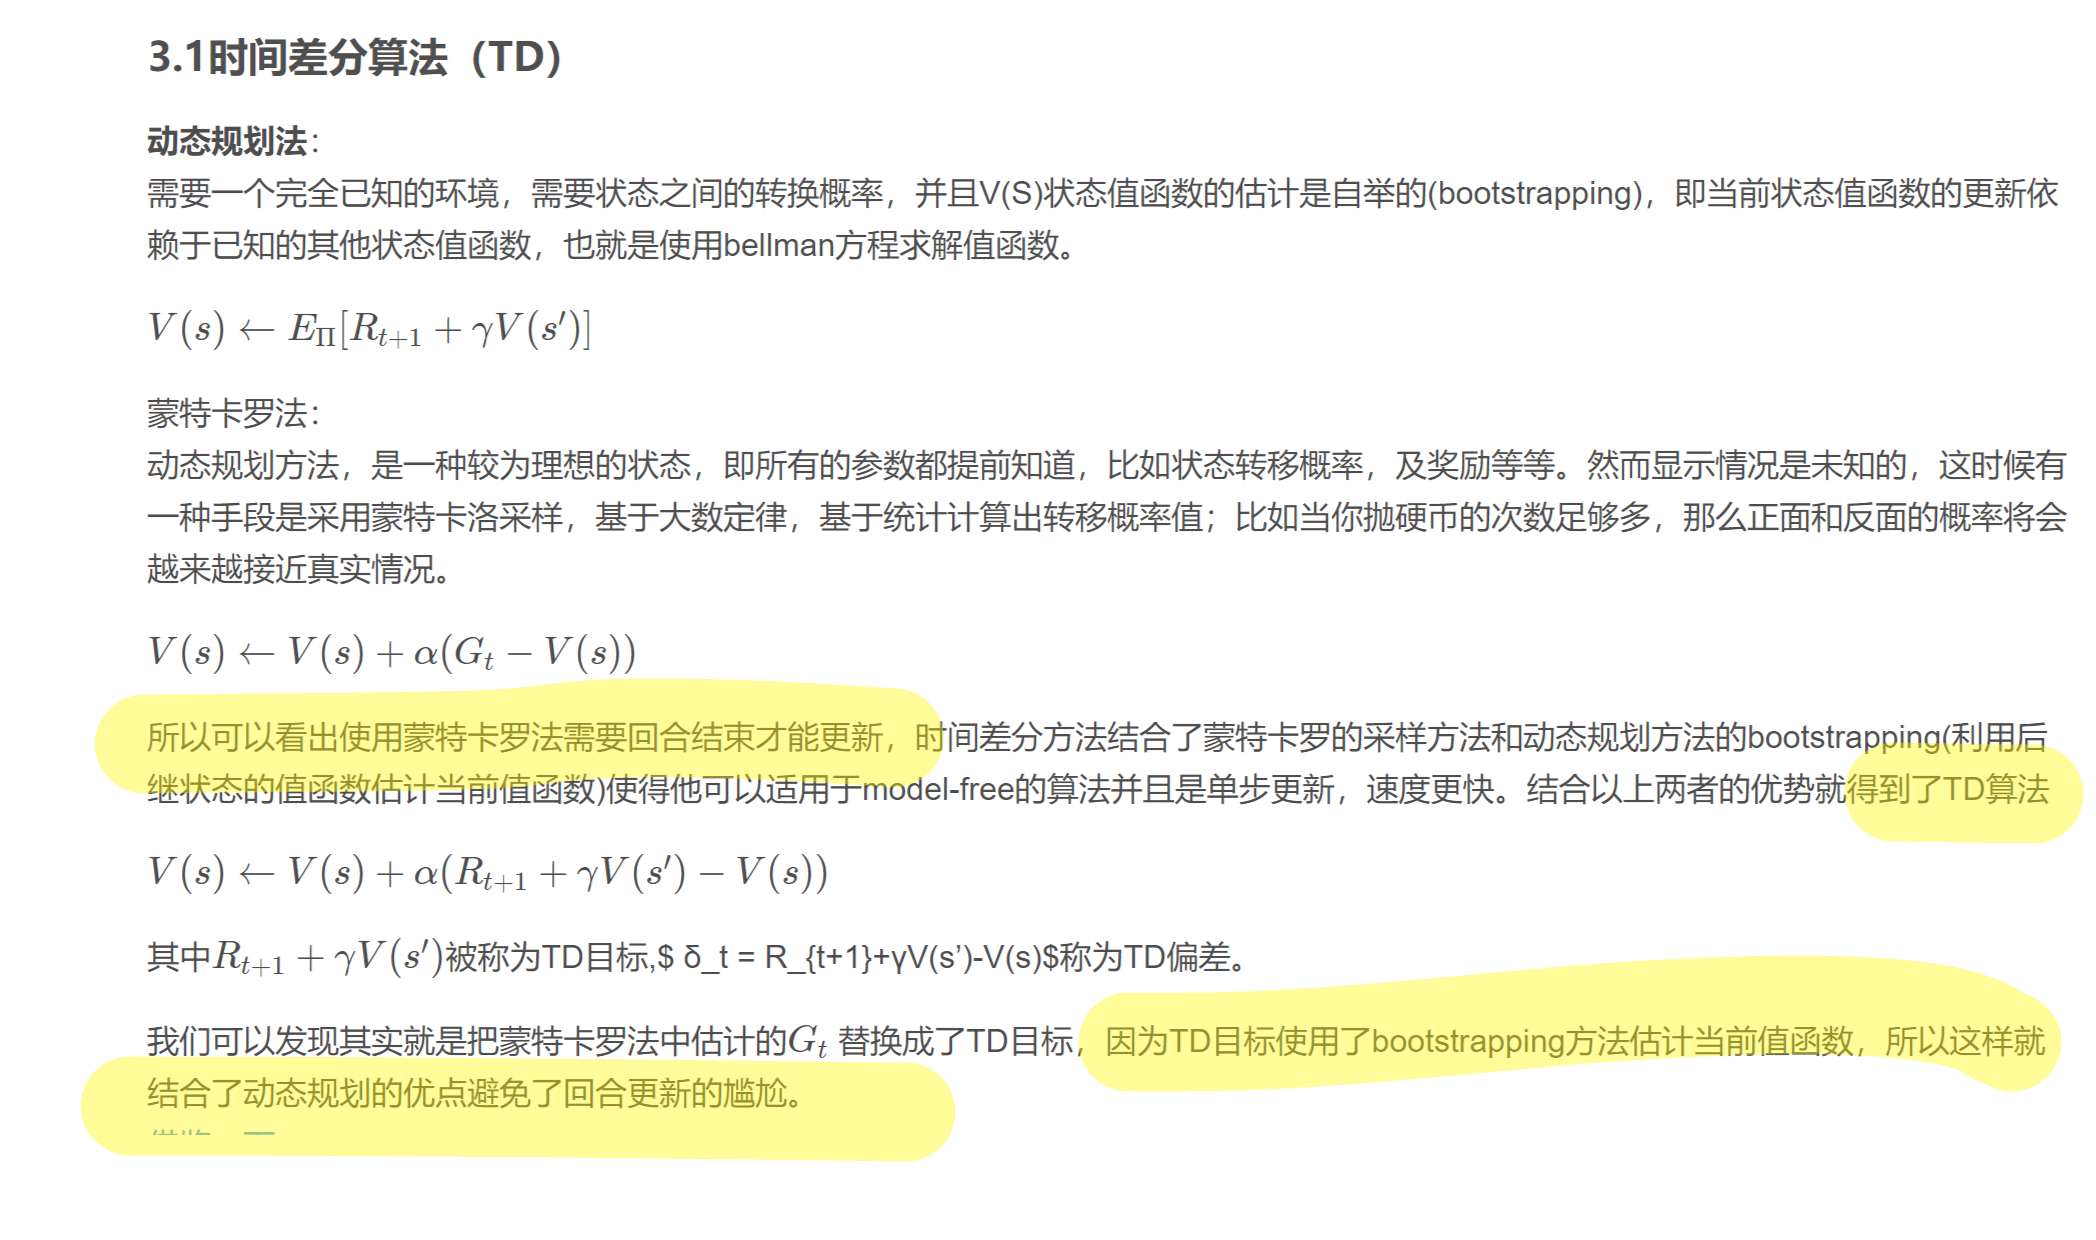 3.1时间差分算法（TD）
动态规划法：
需要一个完全已知的环境，需要状态之间的转换概率，并且V(S)状态值函数的估计是自举的(bootstrapping)，即当前状态值函数的更新依
赖于已知的其他状态值函数，也就是使用bellman方程求解值函数。
V(s) ← E_Π[R_{t+1} + γV(s′)]
蒙特卡罗法：
动态规划方法，是一种较为理想的状态，即所有的参数都提前知道，比如状态转移概率，及奖励等等。然而显示情况是未知的，这时候有
一种手段是采用蒙特卡洛采样，基于大数定律，基于统计计算出转移概率值；比如当你抛硬币的次数足够多，那么正面和反面的概率将会
越来越接近真实情况。
V(s) ← V(s) + α(G_t − V(s))
所以可以看出使用蒙特卡罗法需要回合结束才能更新，时间差分方法结合了蒙特卡罗的采样方法和动态规划方法的bootstrapping(利用后
继状态的值函数估计当前值函数)使得他可以适用于model-free的算法并且是单步更新，速度更快。结合以上两者的优势就得到了TD算法
V(s) ← V(s) + α(R_{t+1} + γV(s′) − V(s))
其中R_{t+1} + γV(s′)被称为TD目标,$ δ_t = R_{t+1}+γV(s’)-V(s)$称为TD偏差。
我们可以发现其实就是把蒙特卡罗法中估计的G_t 替换成了TD目标，因为TD目标使用了bootstrapping方法估计当前值函数，所以这样就
结合了动态规划的优点避免了回合更新的尴尬。